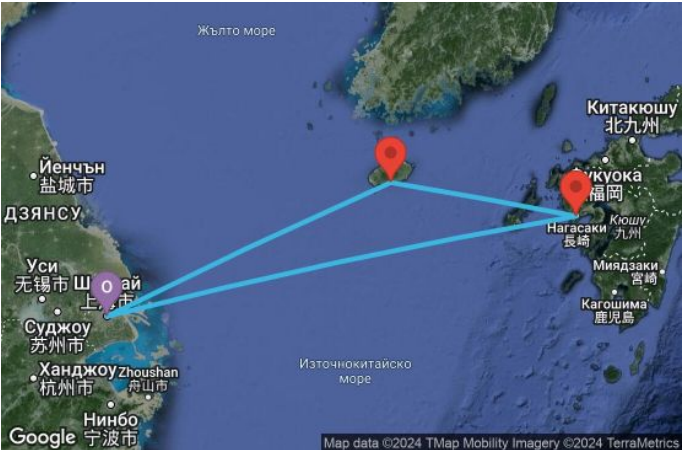 Жълто море
Китакюшу
北九州
укуока
福岡
Йенчън
盐城市
ДЗЯНСУ
Нагасаки
長崎
Кюшу
九州
Уси
无锡市
Ш
ай
上
市
O
Миядзаки
宮崎
Кагошима
鹿児島
Суджоу
苏州市
Ханджоу
杭州市
Zhoushan
舟山市
Източнокитайско
море
Нинбо
宁波市
Google
Map data ©2024 TMap Mobility Imagery ©2024 TerraMetrics